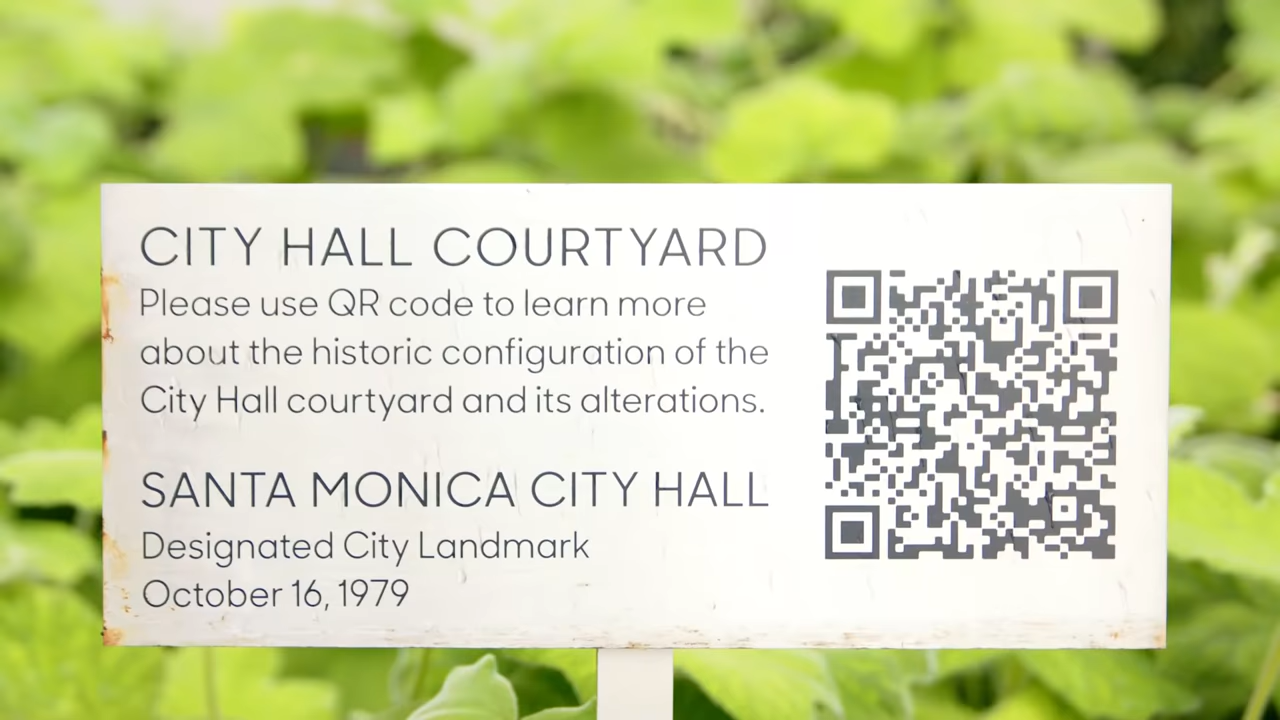 CITY HALL COURTYARD
Please use QR code to learn more
about the historic configuration of the
City Hall courtyard and its alterations.
SANTA MONICA CITY HALL
Designated City Landmark
October 16, 1979